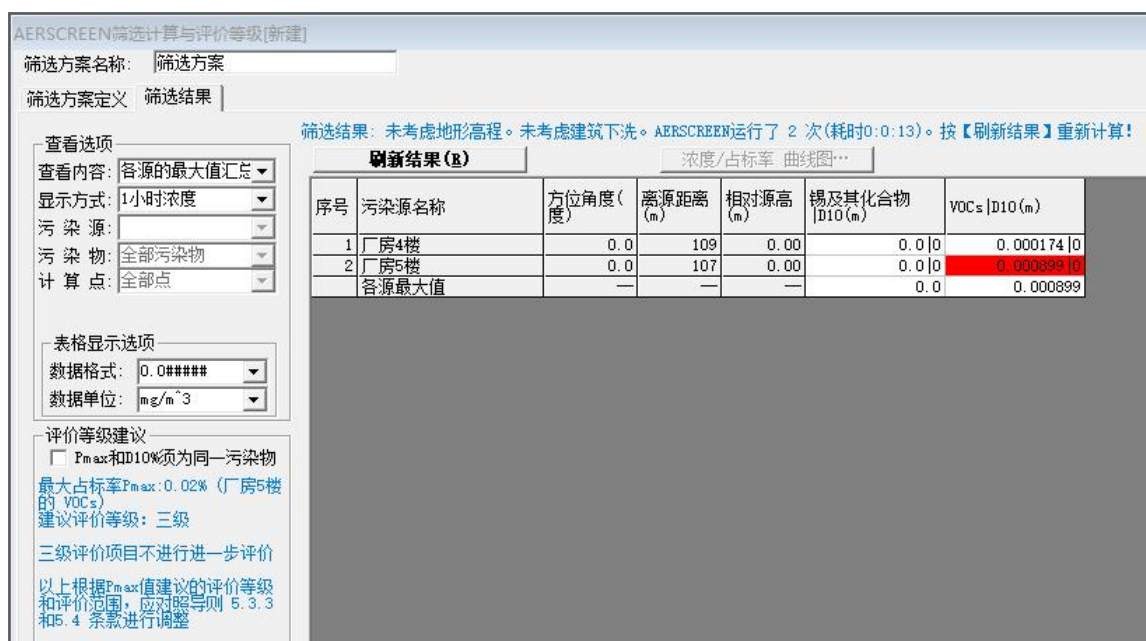 AERSCREEN筛选计算与评价等级[新建]
筛选方案名称: 筛选方案
筛选方案定义 筛选结果
筛选结果: 未考虑地形高程。未考虑建筑下洗。AERSCREEN运行了 2 次(耗时0:0:13)。按【刷新结果】重新计算!
刷新结果(R) 浓度/占标率 曲线图…
查看选项
查看内容: 各源的最大值汇总
显示方式: 1小时浓度
污 染 源:
污 染 物: 全部污染物
计 算 点: 全部点
表格显示选项
数据格式: 0.0#####
数据单位: mg/m^3
评价等级建议
Pmax和D10%须为同一污染物
最大占标率Pmax:0.02% (厂房5楼
的 VOCs)
建议评价等级: 三级
三级评价项目不进行进一步评价
以上根据Pmax值建议的评价等级
和评价范围,应对照导则 5.3.3
和5.4 条款进行调整
序号 污染源名称 方位角度(度) 离源距离(m) 相对源高(m) 锡及其化合物|D10(m) VOCs|D10(m)
1 厂房4楼 0.0 109 0.00 0.0|0 0.000174|0
2 厂房5楼 0.0 107 0.00 0.0|0 0.000899|0
各源最大值 — — — 0.0 0.000899